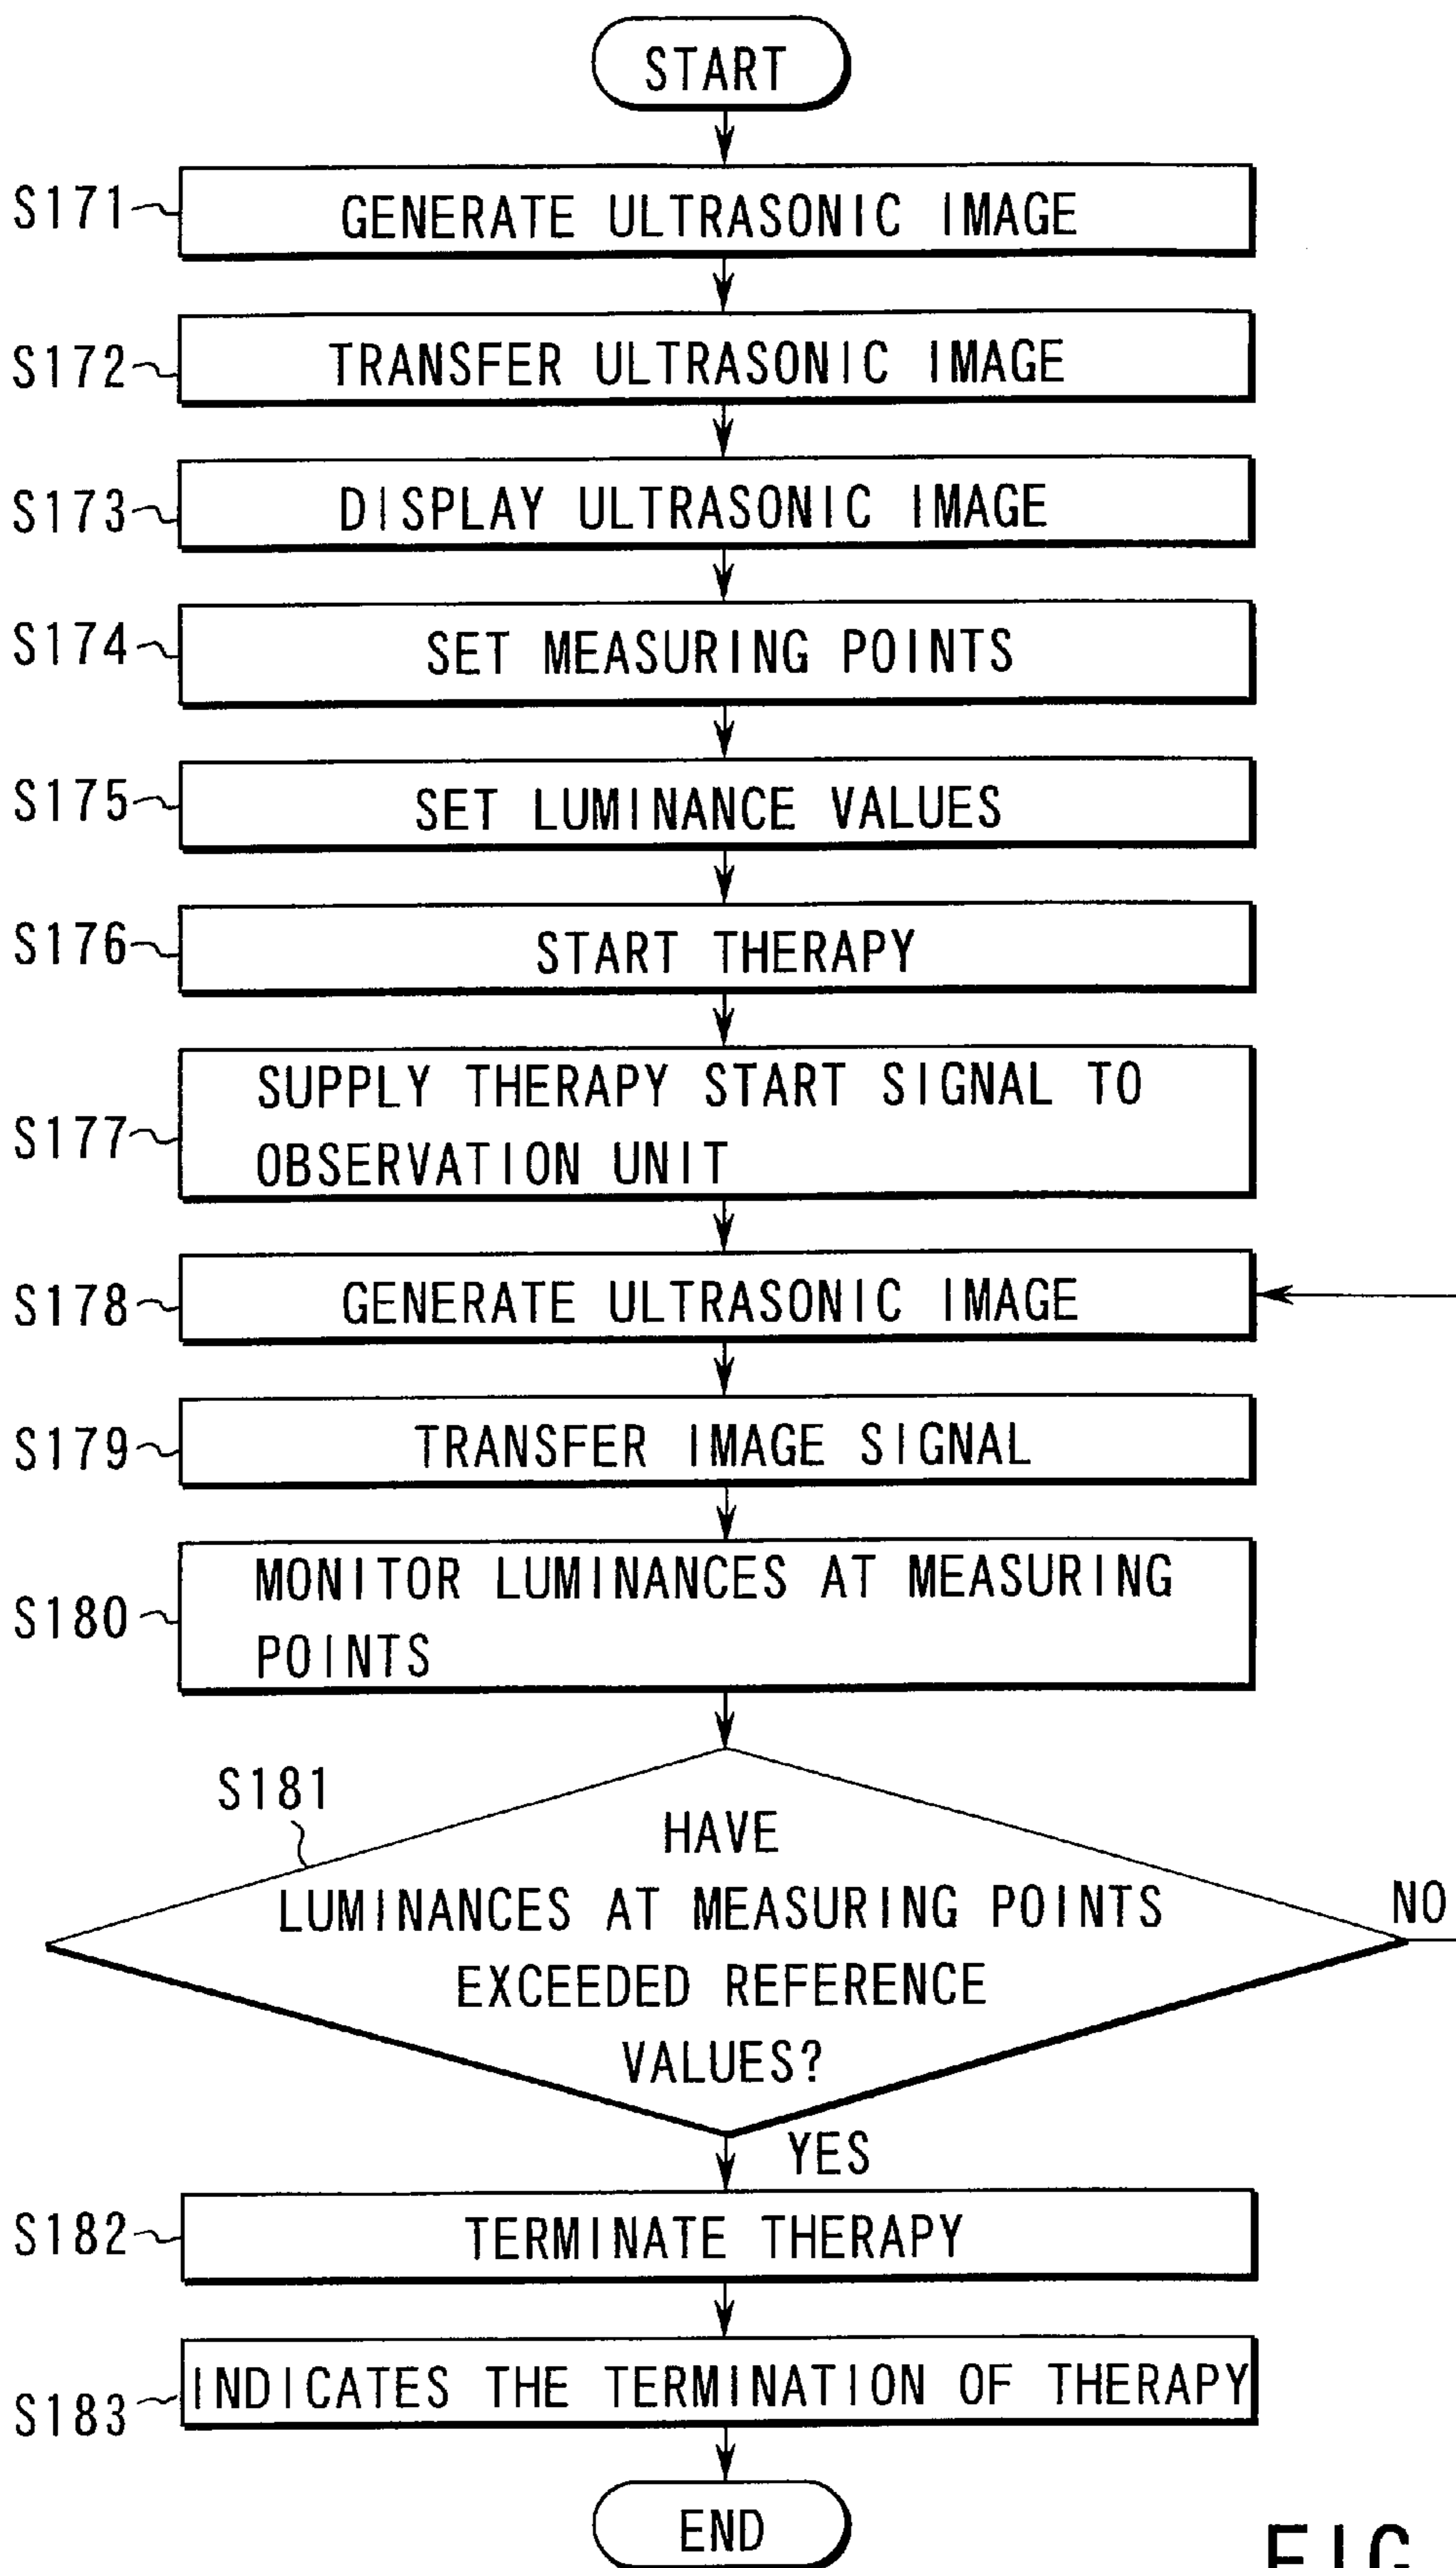 START
S171
GENERATE ULTRASONIC IMAGE
S172
TRANSFER ULTRASONIC IMAGE
S173
DISPLAY ULTRASONIC IMAGE
S174
SET MEASURING POINTS
S175
SET LUMINANCE VALUES
S176
START THERAPY
S177
SUPPLY THERAPY START SIGNAL TO
OBSERVATION UNIT
S178
GENERATE ULTRASONIC IMAGE
S179
TRANSFER IMAGE SIGNAL
S180
MONITOR LUMINANCES AT MEASURING
POINTS
S181
HAVE
LUMINANCES AT MEASURING POINTS
EXCEEDED REFERENCE
VALUES?
NO
YES
S182
TERMINATE THERAPY
S183
INDICATES THE TERMINATION OF THERAPY
END
FIG